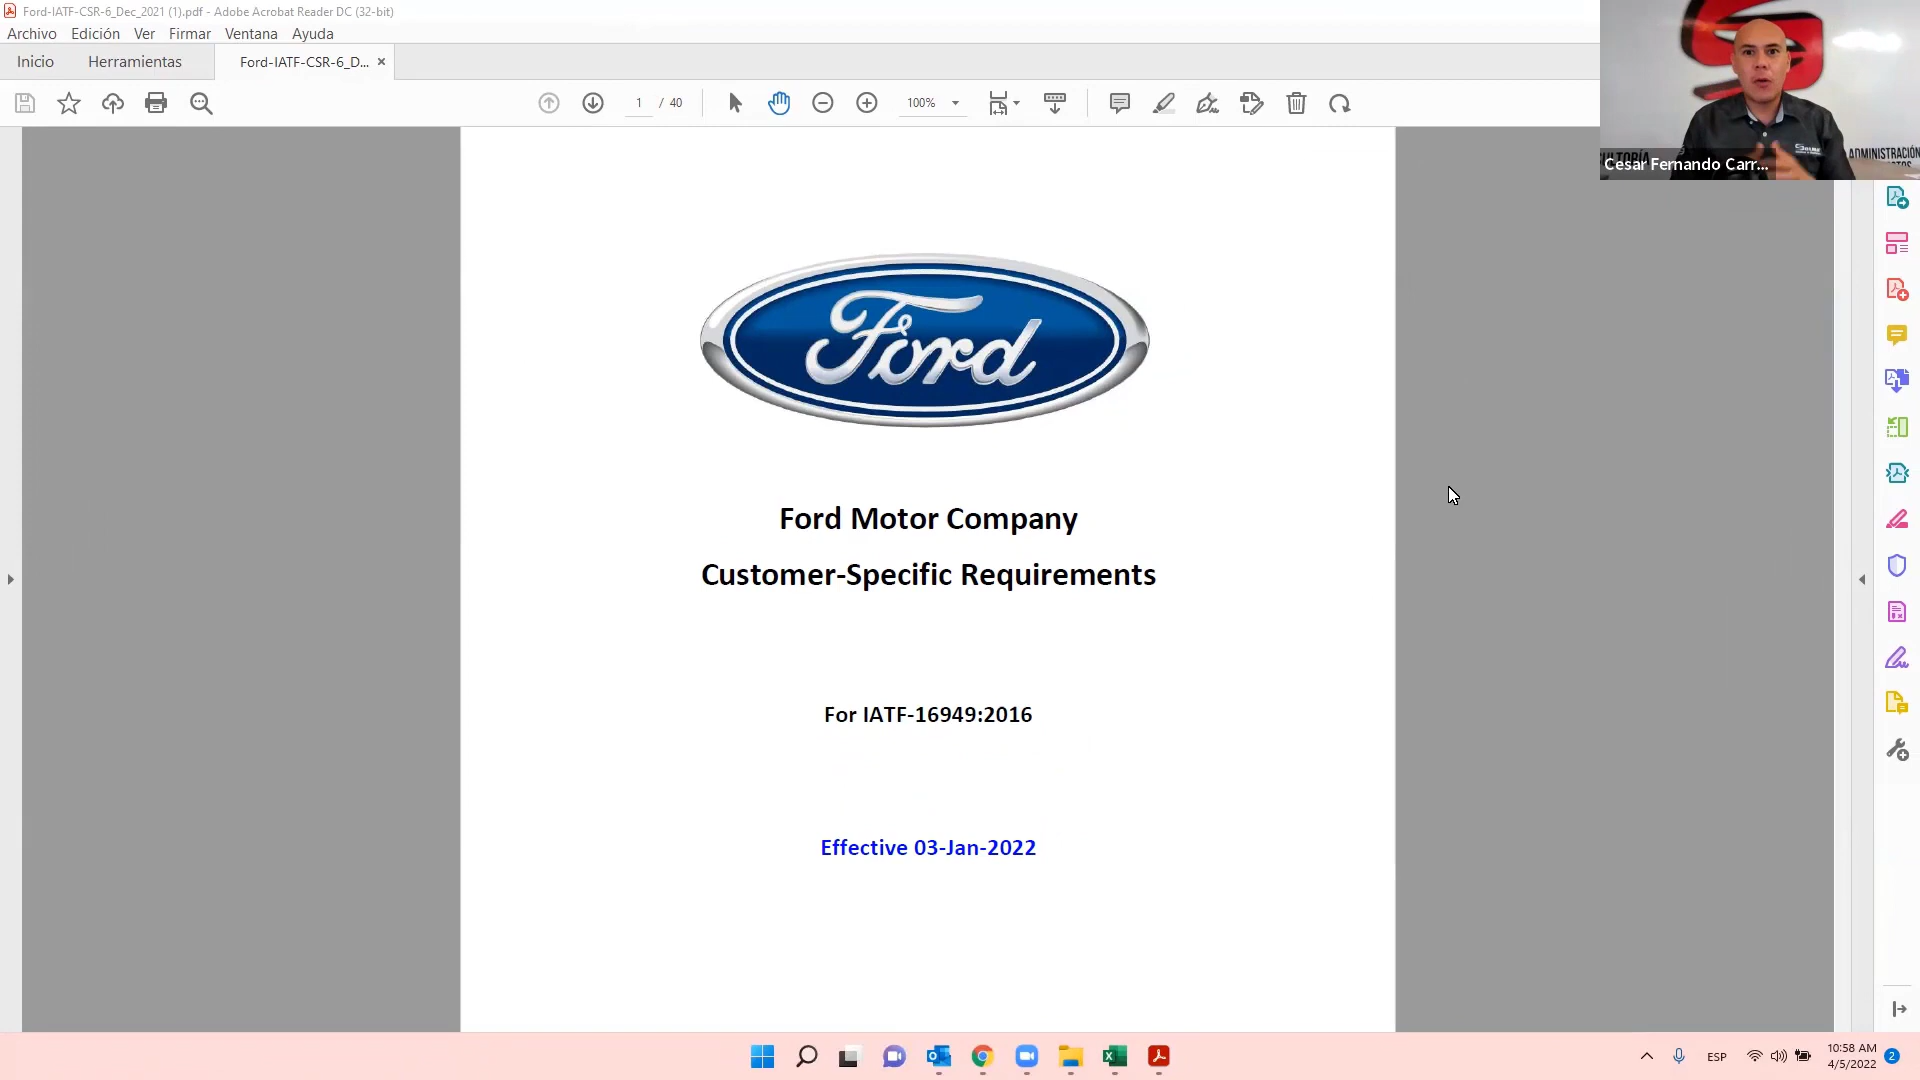 Ford-IATF-CSR-6_Dec_2021 (1).pdf - Adobe Acrobat Reader DC (32-bit)
Archivo Edición Ver Firmar Ventana Ayuda
Inicio Herramientas Ford-IATF-CSR-6_D... ×
1 / 40 100%
ADMINISTRACIÓN
Cesar Fernando Carr...
Ford
Ford Motor Company
Customer-Specific Requirements
For IATF-16949:2016
Effective 03-Jan-2022
ESP
10:58 AM
4/5/2022
2